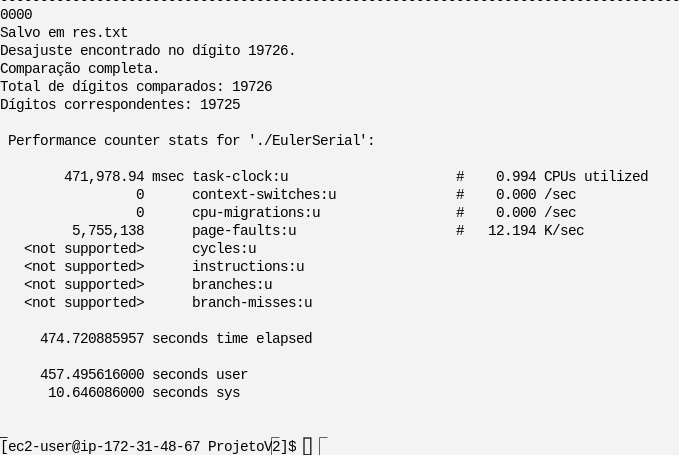 0000
Salvo em res.txt
Desajuste encontrado no dígito 19726.
Comparação completa.
Total de dígitos comparados: 19726
Dígitos correspondentes: 19725
Performance counter stats for './EulerSerial':
471,978.94 msec task-clock:u # 0.994 CPUs utilized
0 context-switches:u # 0.000 /sec
0 cpu-migrations:u # 0.000 /sec
5,755,138 page-faults:u # 12.194 K/sec
<not supported> cycles:u
<not supported> instructions:u
<not supported> branches:u
<not supported> branch-misses:u
474.720885957 seconds time elapsed
457.495616000 seconds user
10.646086000 seconds sys
[ec2-user@ip-172-31-48-67 ProjetoV2]$